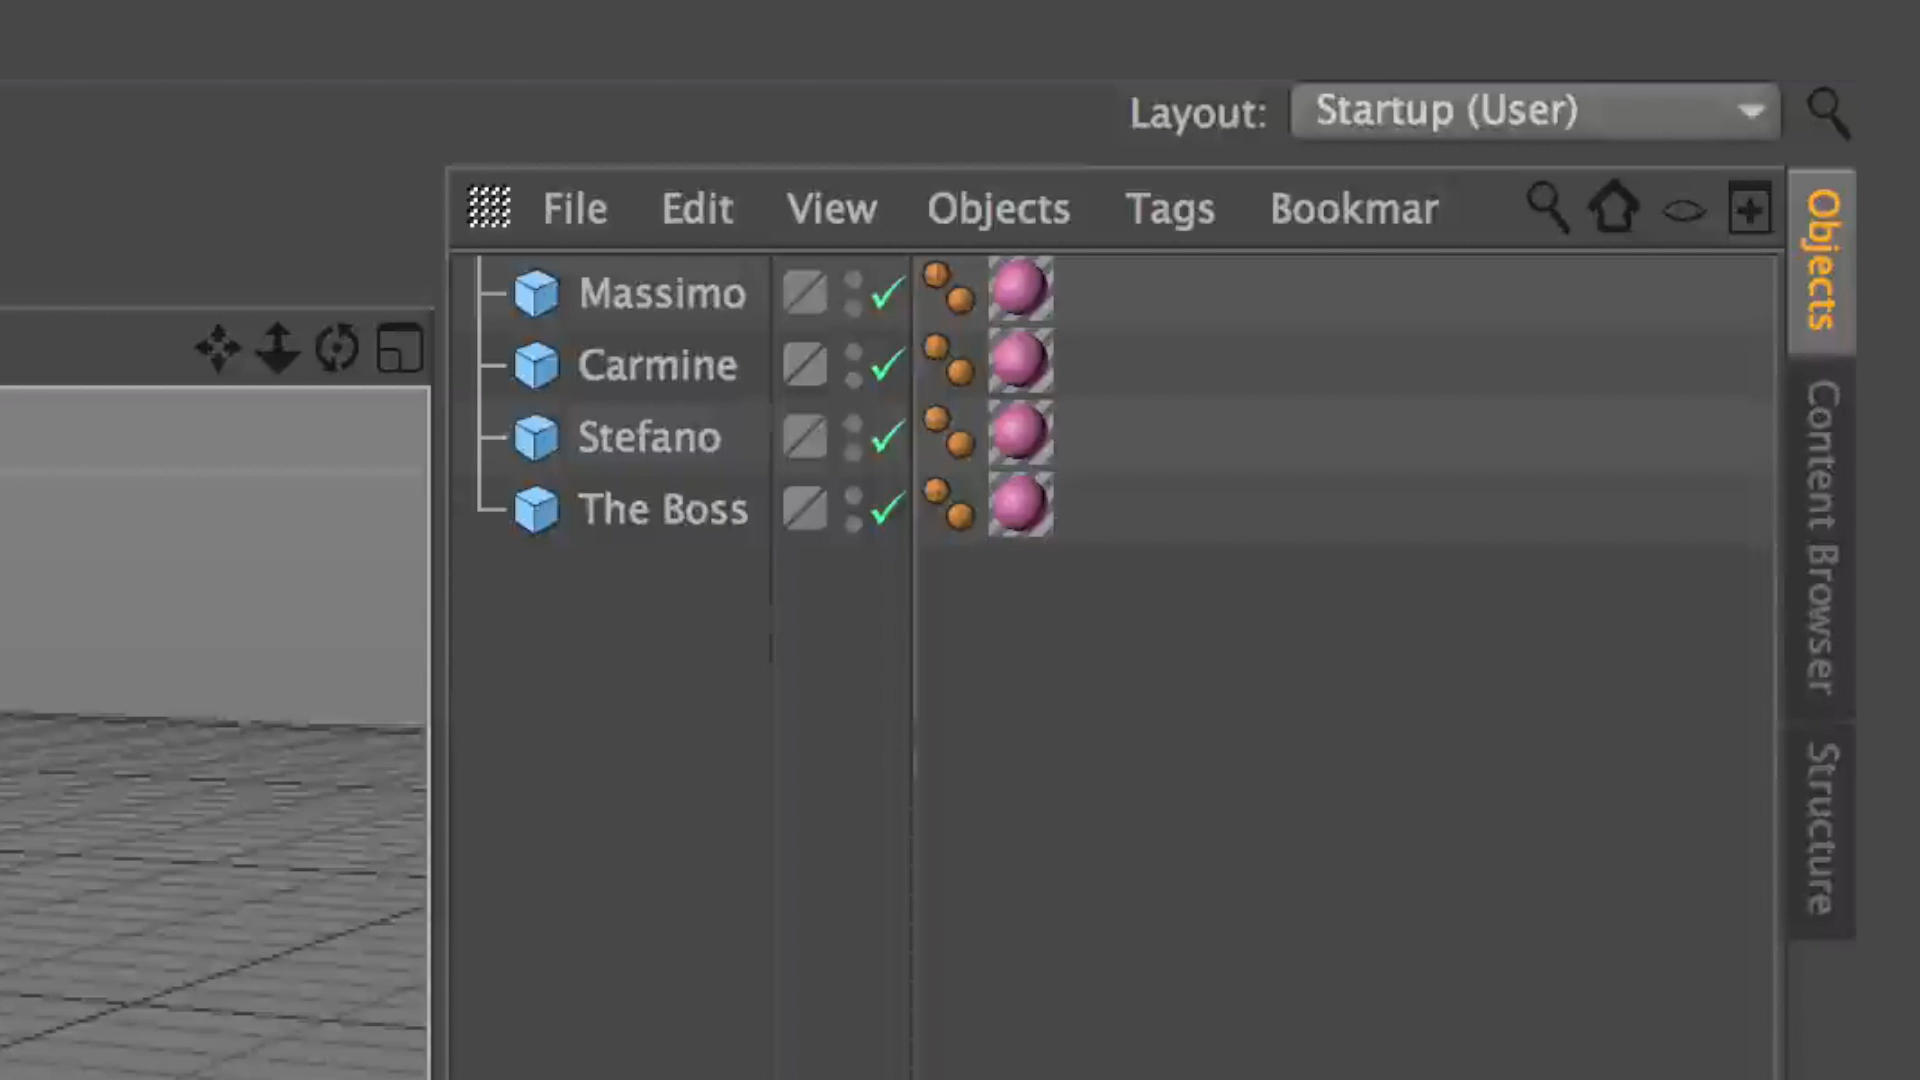 Layout: Startup (User)
File Edit View Objects Tags Bookmar
Massimo
Carmine
Stefano
The Boss
Objects
Content Browser
Structure